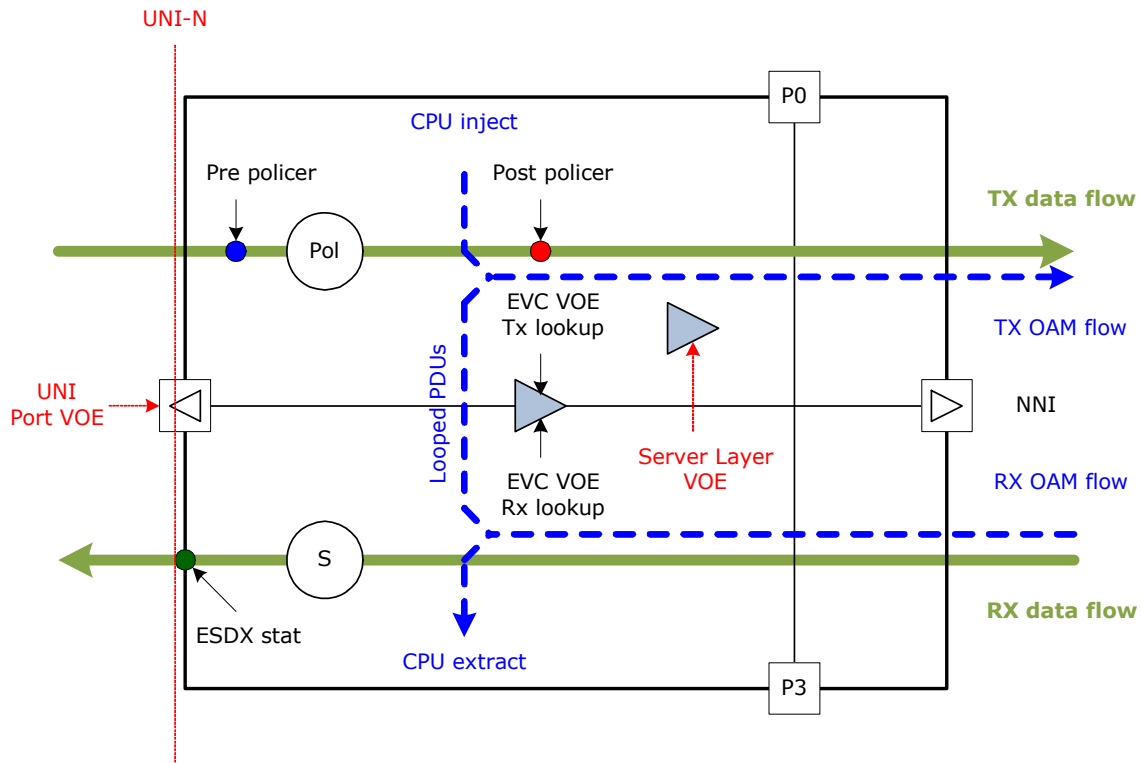 UNI-N
P0
CPU inject
Pre policer
Post policer
TX data flow
Pol
EVC VOE
Tx lookup
TX OAM flow
Looped PDUs
UNI
Port VOE
NNI
Server Layer
VOE
EVC VOE
Rx lookup
RX OAM flow
S
RX data flow
ESDX stat
CPU extract
P3